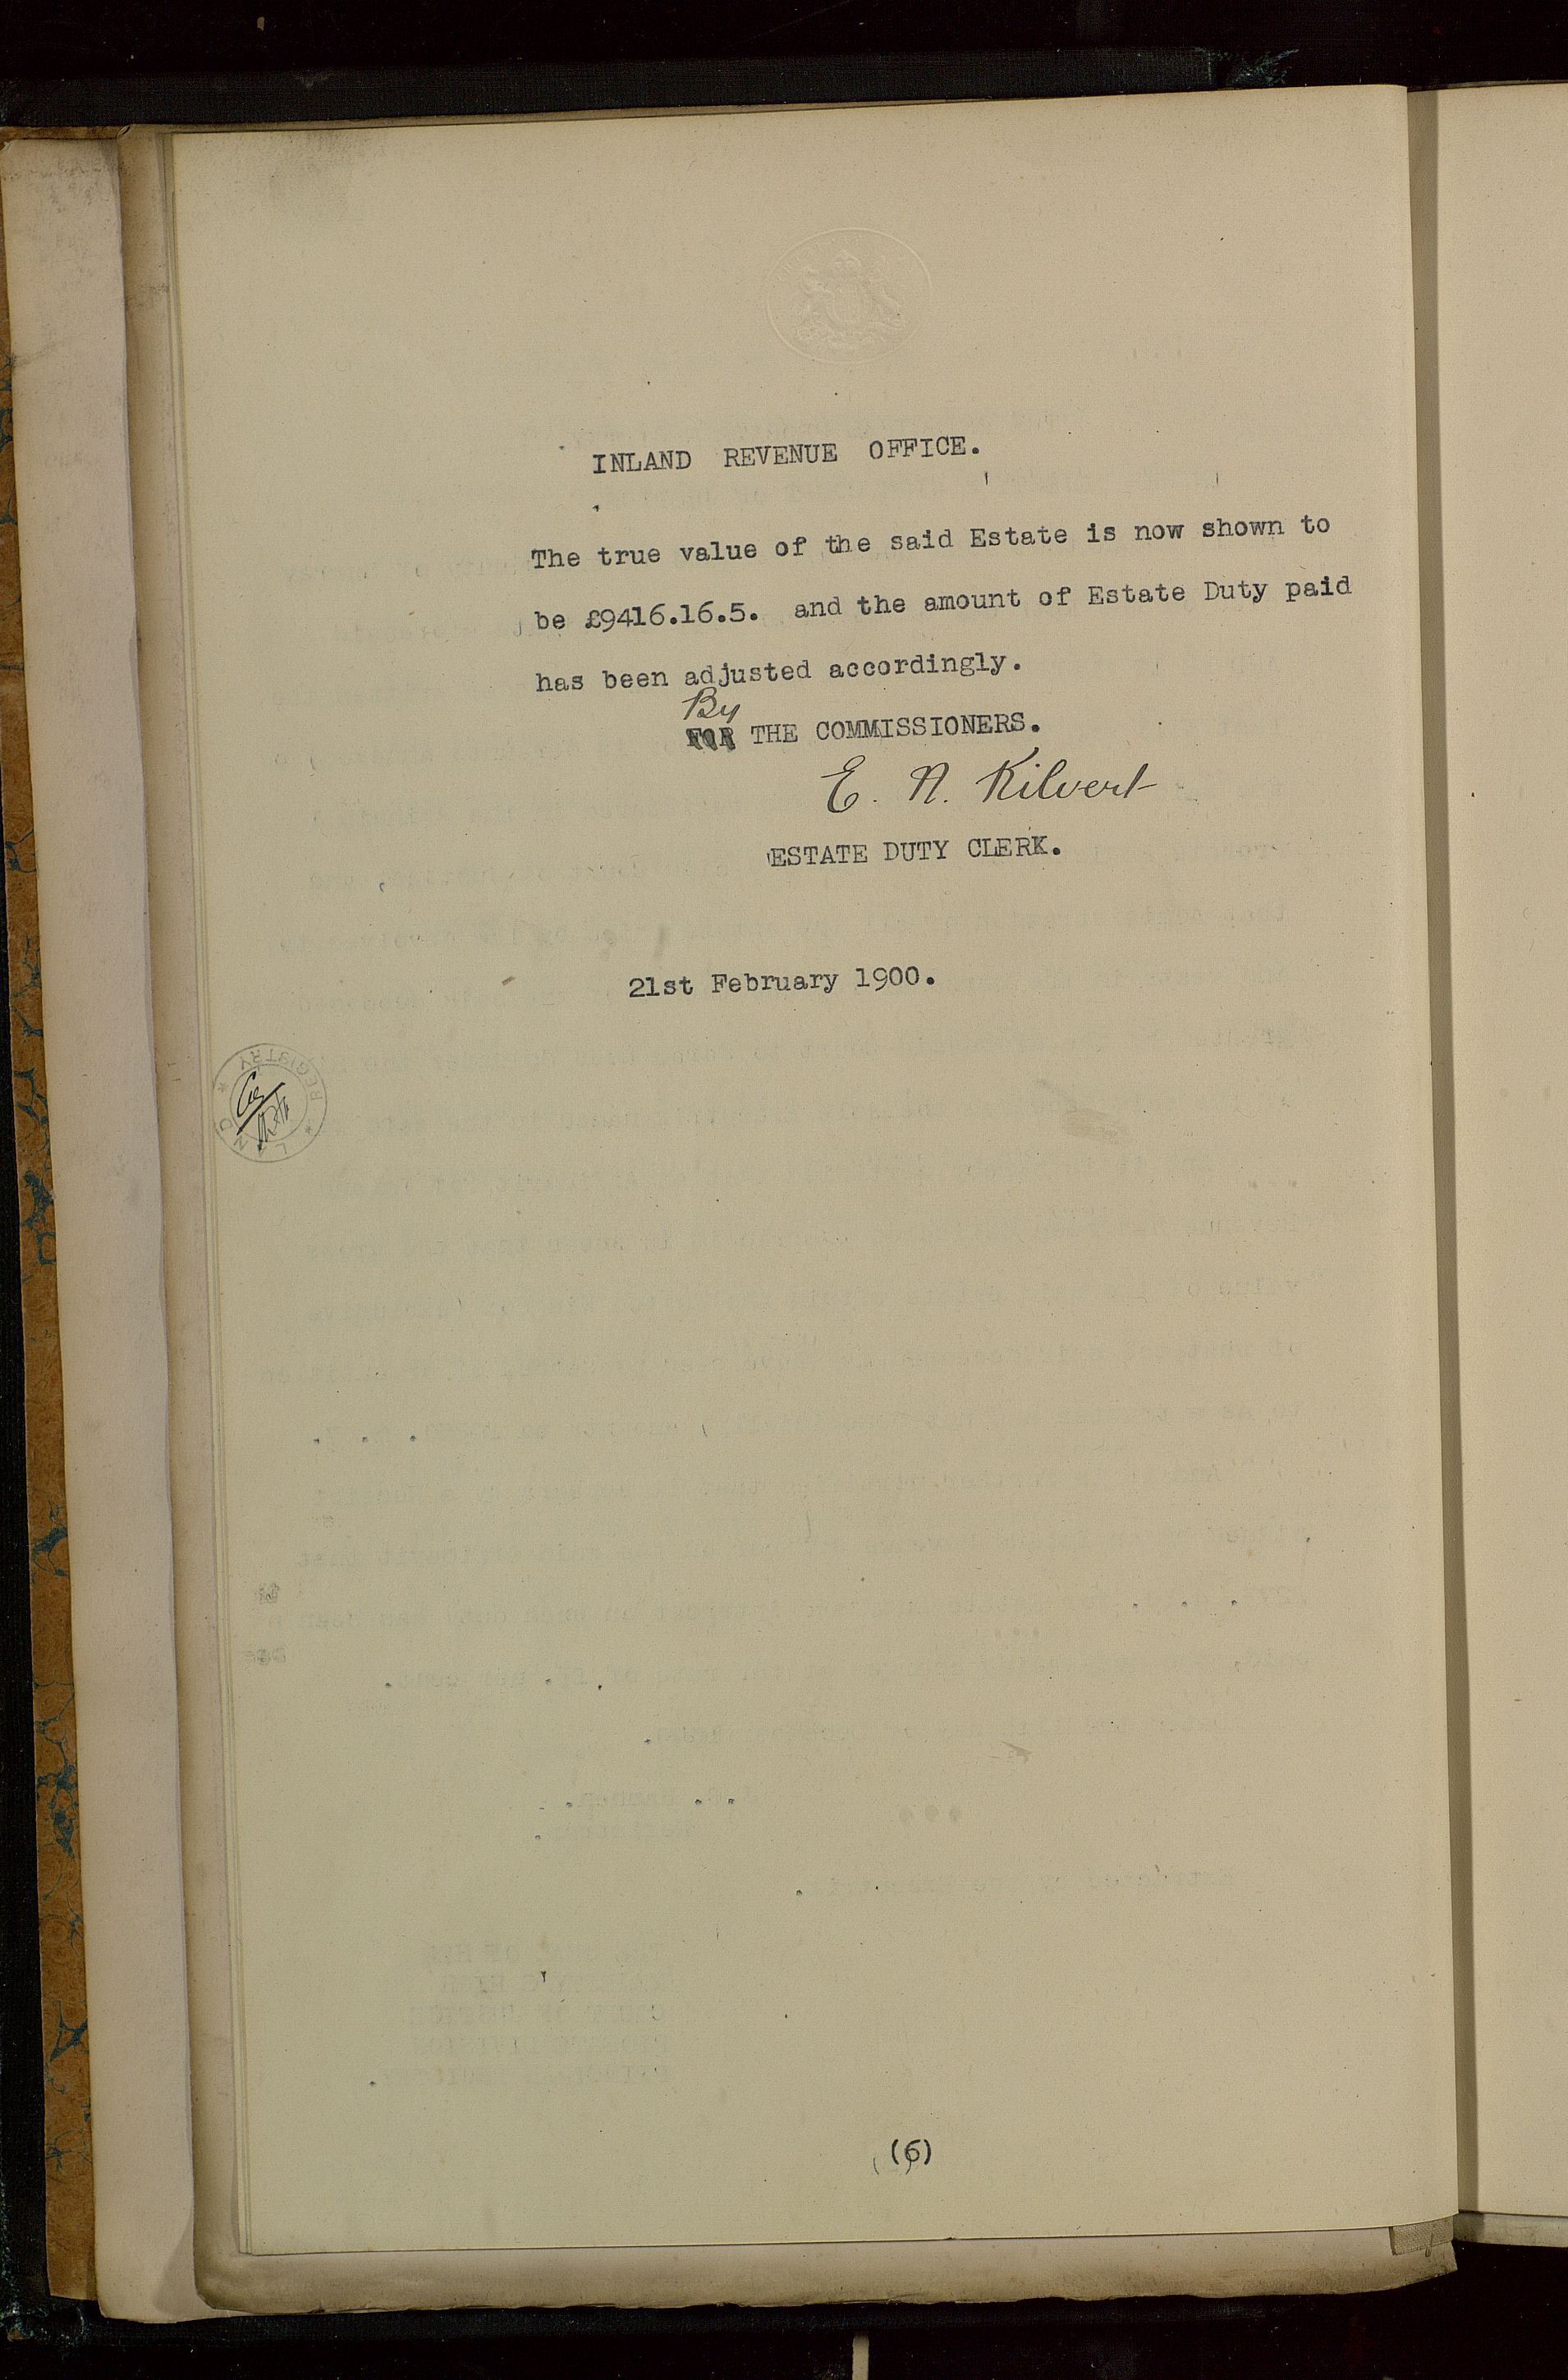 INLAND REVENUE OFFICE.
The true value of the said Estate is now shown to
be £9416.16.5. and the amount of Estate Duty paid
has been adjusted accordingly.
By
FOR THE COMMISSIONERS.
E. A. Kilvert
ESTATE DUTY CLERK.
21st February 1900.
* LAND * REGISTRY
(6)